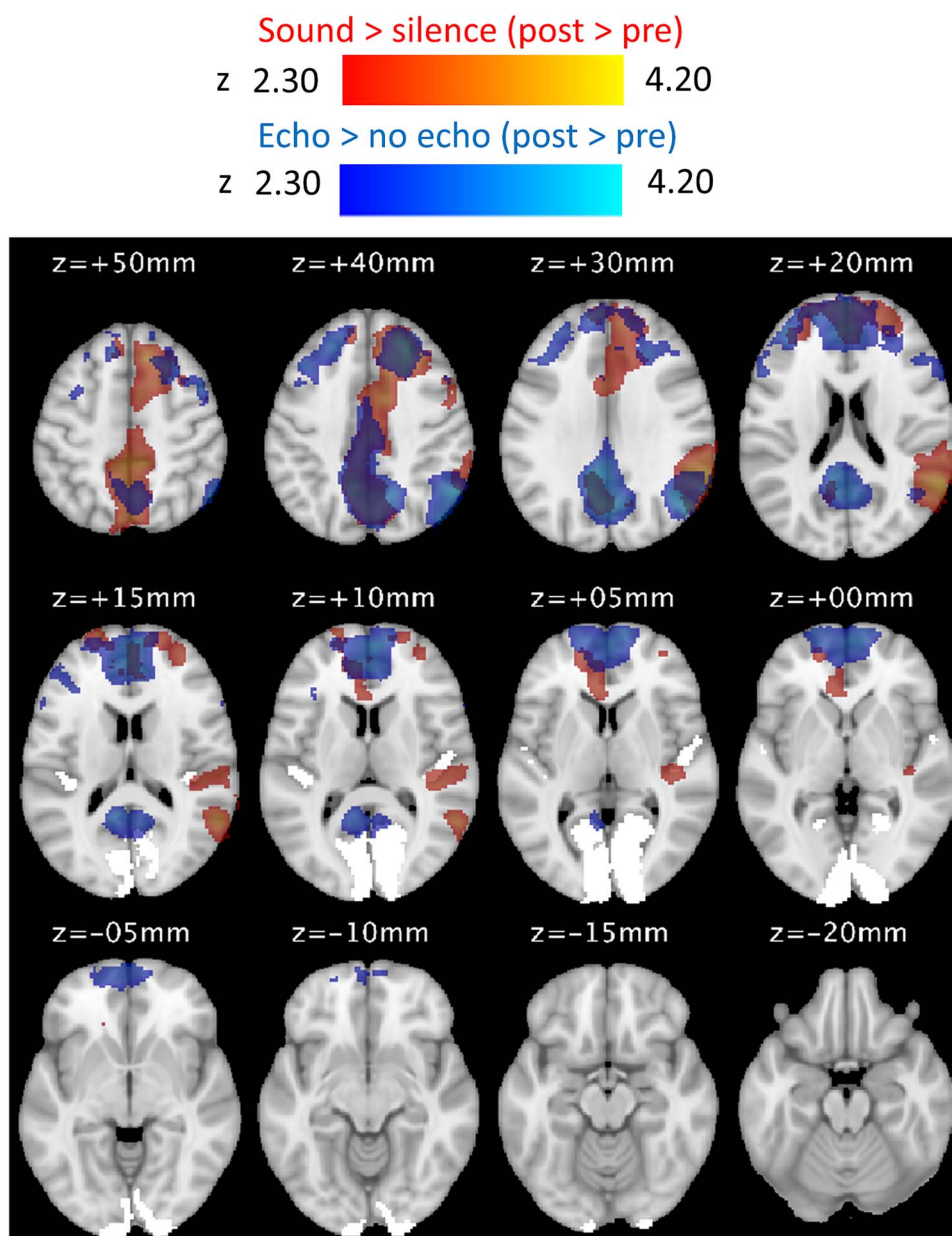 Sound > silence (post > pre)
z 2.30 4.20
Echo > no echo (post > pre)
z 2.30 4.20
z=+50mm z=+40mm z=+30mm z=+20mm
z=+15mm z=+10mm z=+05mm z=+00mm
z=-05mm z=-10mm z=-15mm z=-20mm